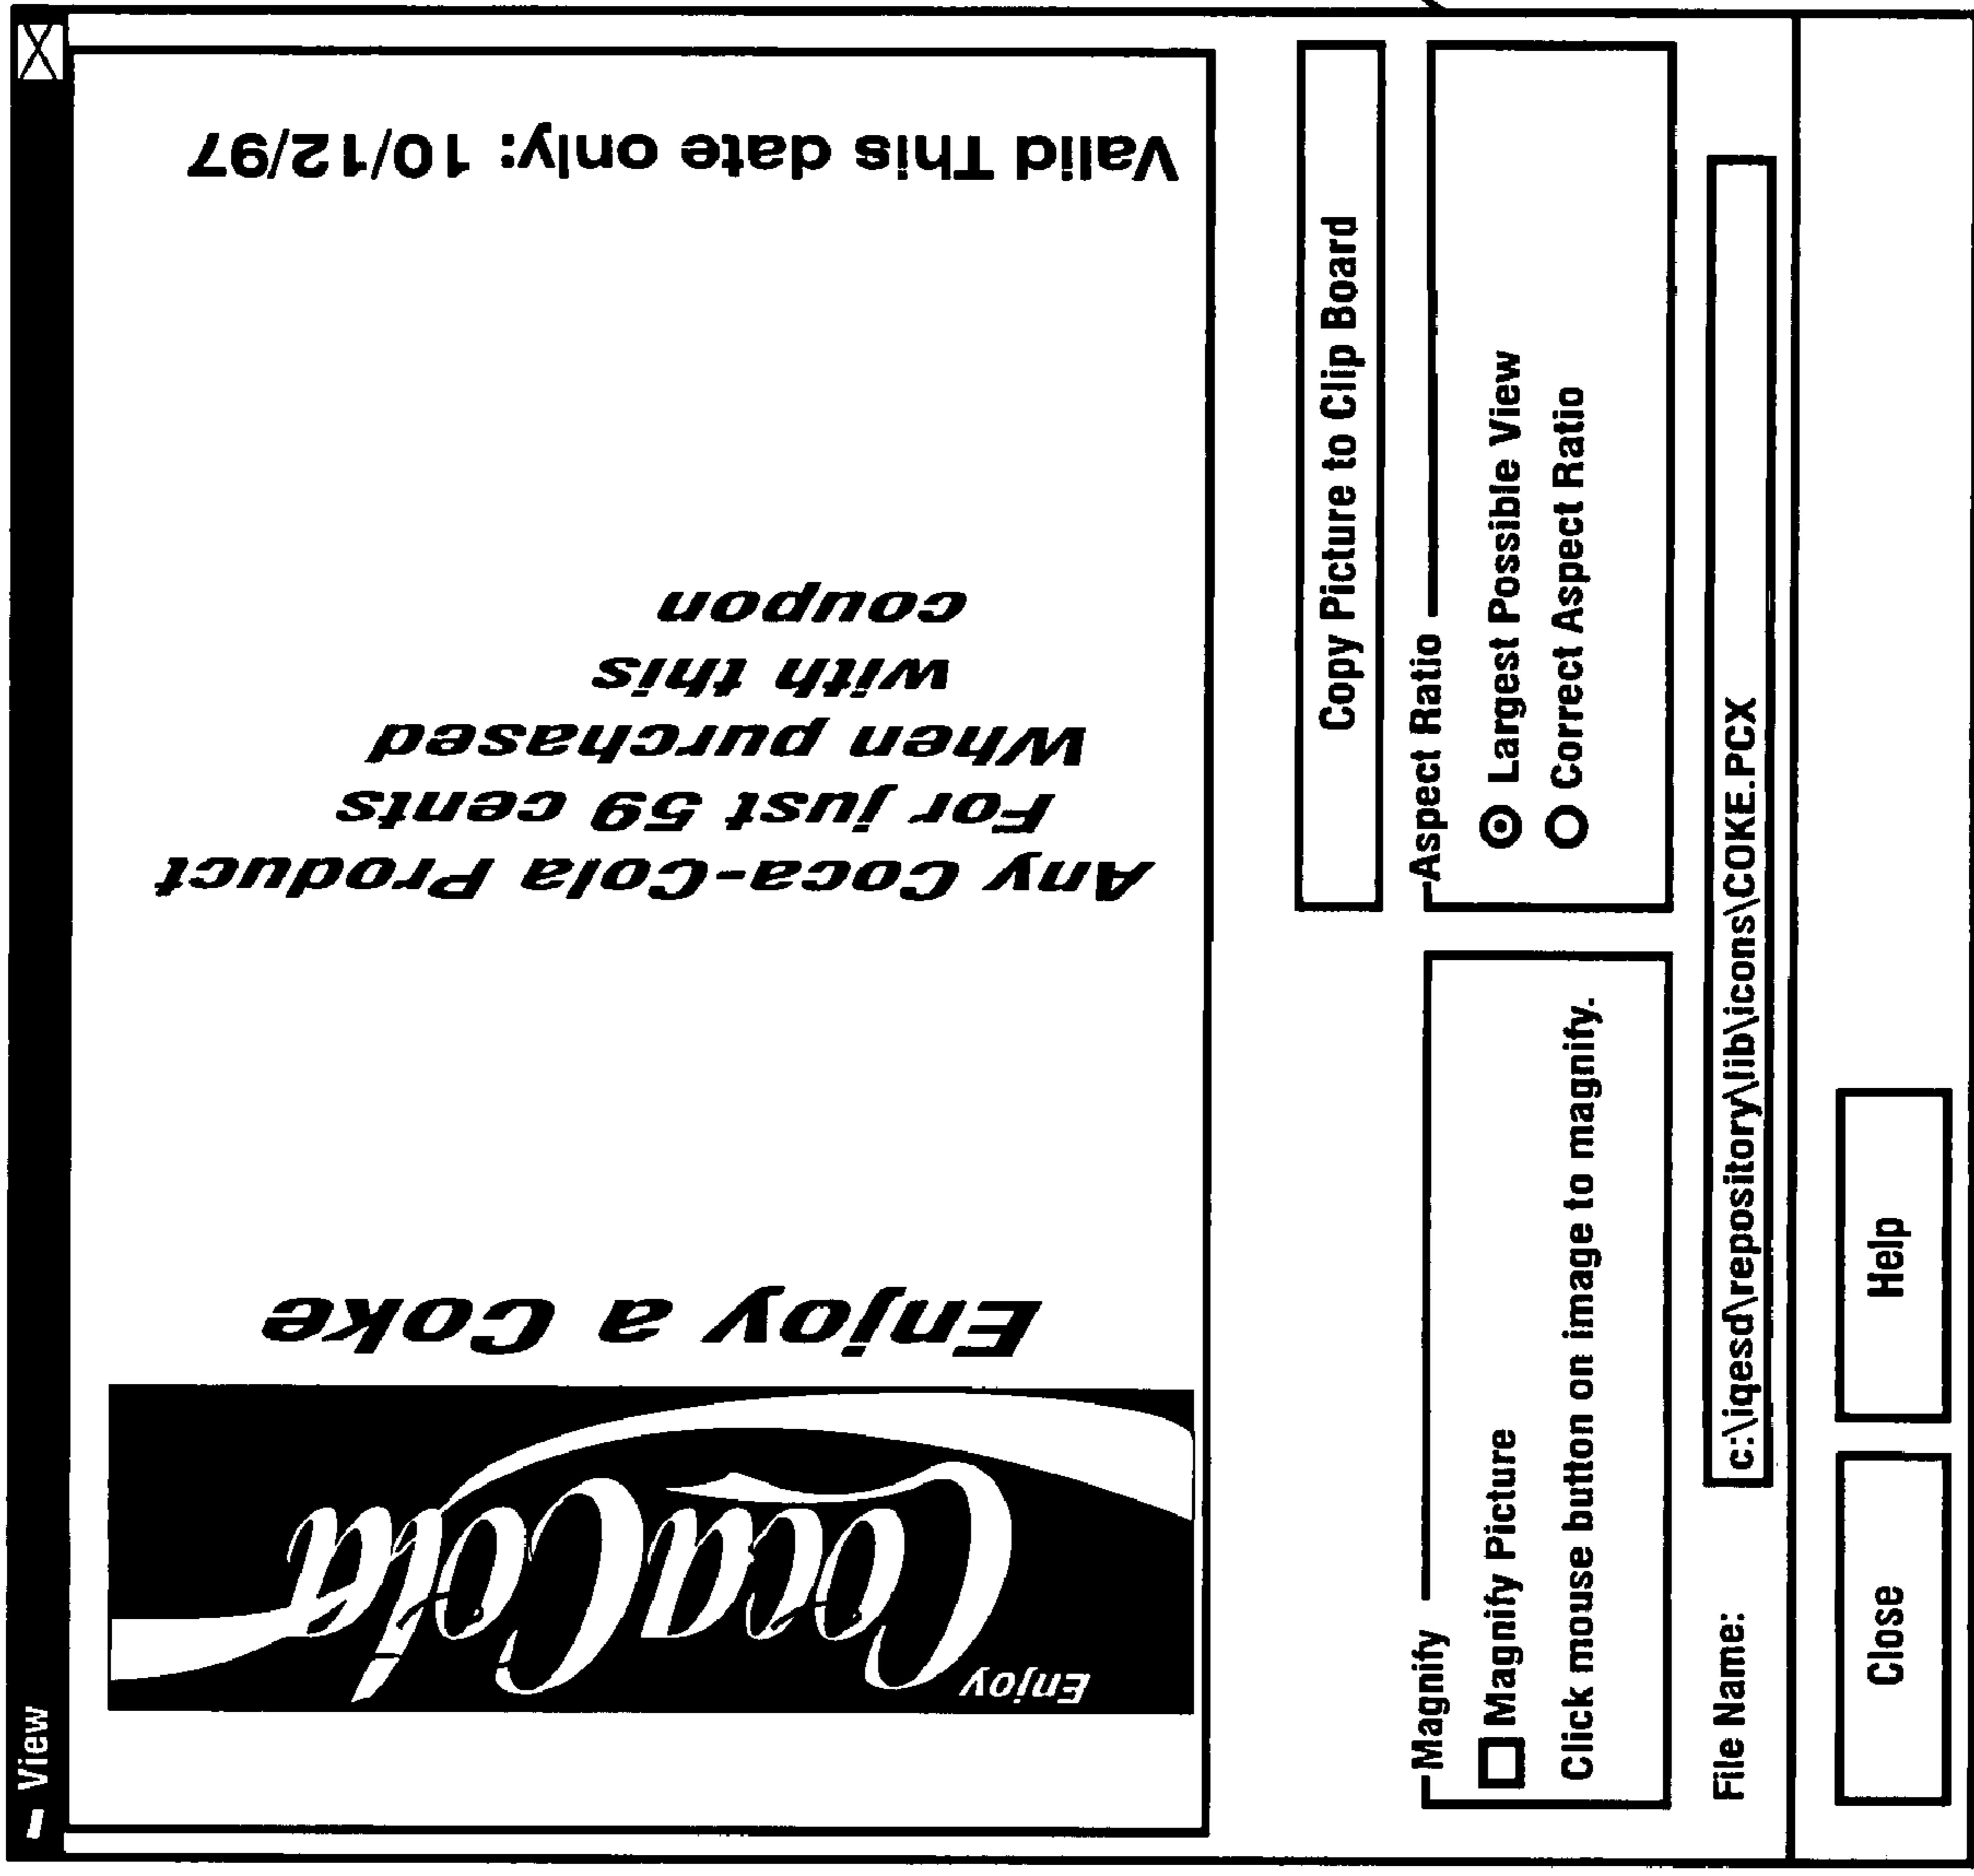 View
Enjoy
Coca-Cola
Enjoy a Coke
Any Coca-Cola Product
For just 59 cents
When purchased
with this
coupon
Valid This date only: 10/12/97
Copy Picture to Clip Board
Magnify
Magnify Picture
Click mouse button on image to magnify.
Aspect Ratio
Largest Possible View
Correct Aspect Ratio
File Name: c:\iqesd\repository\lib\icons\COKE.PCX
Close Help